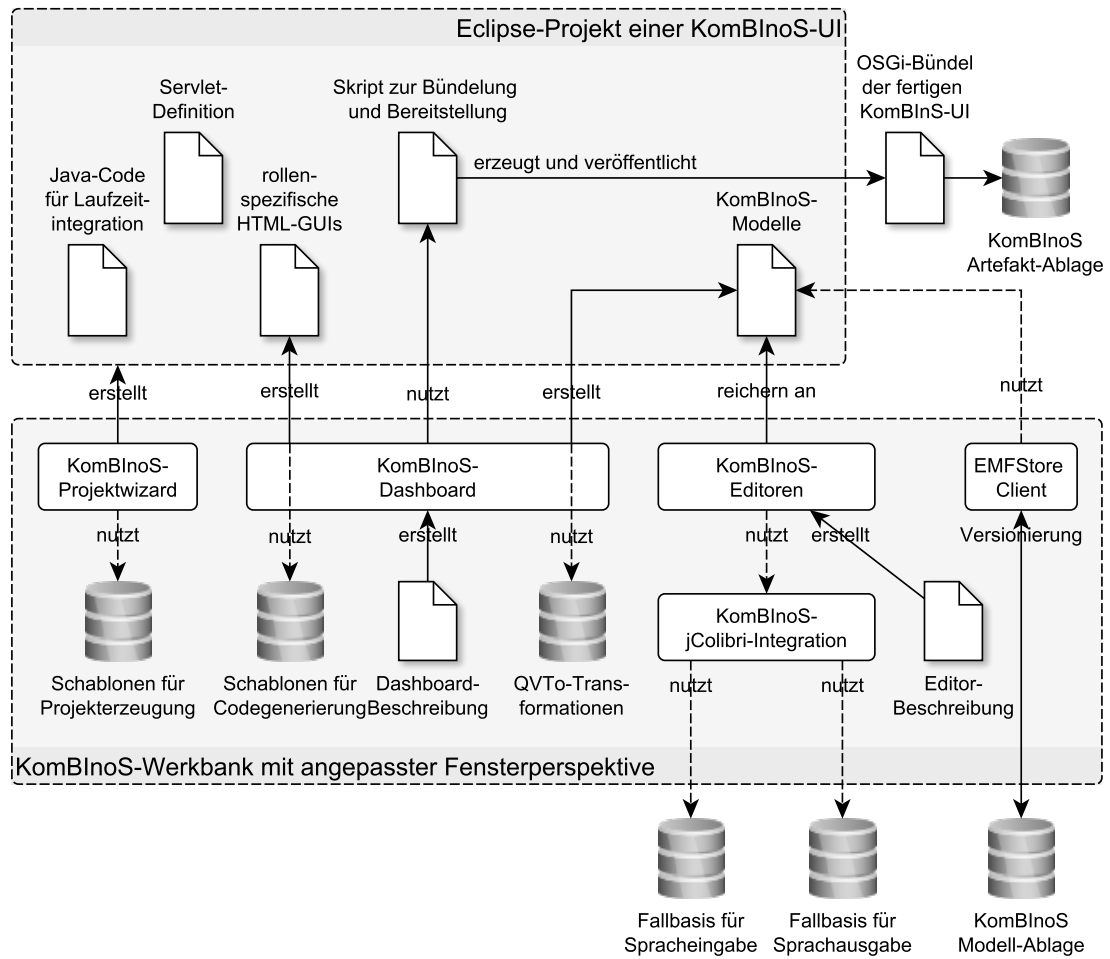 Eclipse-Projekt einer KomBInoS-UI
OSGi-Bündel
der fertigen
KomBInS-UI
Servlet-
Definition
Skript zur Bündelung
und Bereitstellung
erzeugt und veröffentlicht
Java-Code
für Laufzeit-
integration
rollen-
spezifische
HTML-GUIs
KomBInoS-
Modelle
KomBInoS
Artefakt-Ablage
erstellt
erstellt
nutzt
erstellt
reichern an
nutzt
KomBInoS-
Projektwizard
KomBInoS-
Dashboard
KomBInoS-
Editoren
EMFStore
Client
nutzt
nutzt
erstellt
nutzt
nutzt
erstellt
Versionierung
KomBInoS-
jColibri-Integration
Schablonen für
Projekterzeugung
Schablonen für
Codegenerierung
Dashboard-
Beschreibung
QVTo-Trans-
formationen
nutzt
nutzt
Editor-
Beschreibung
KomBInoS-Werkbank mit angepasster Fensterperspektive
Fallbasis für
Spracheingabe
Fallbasis für
Sprachausgabe
KomBInoS
Modell-Ablage